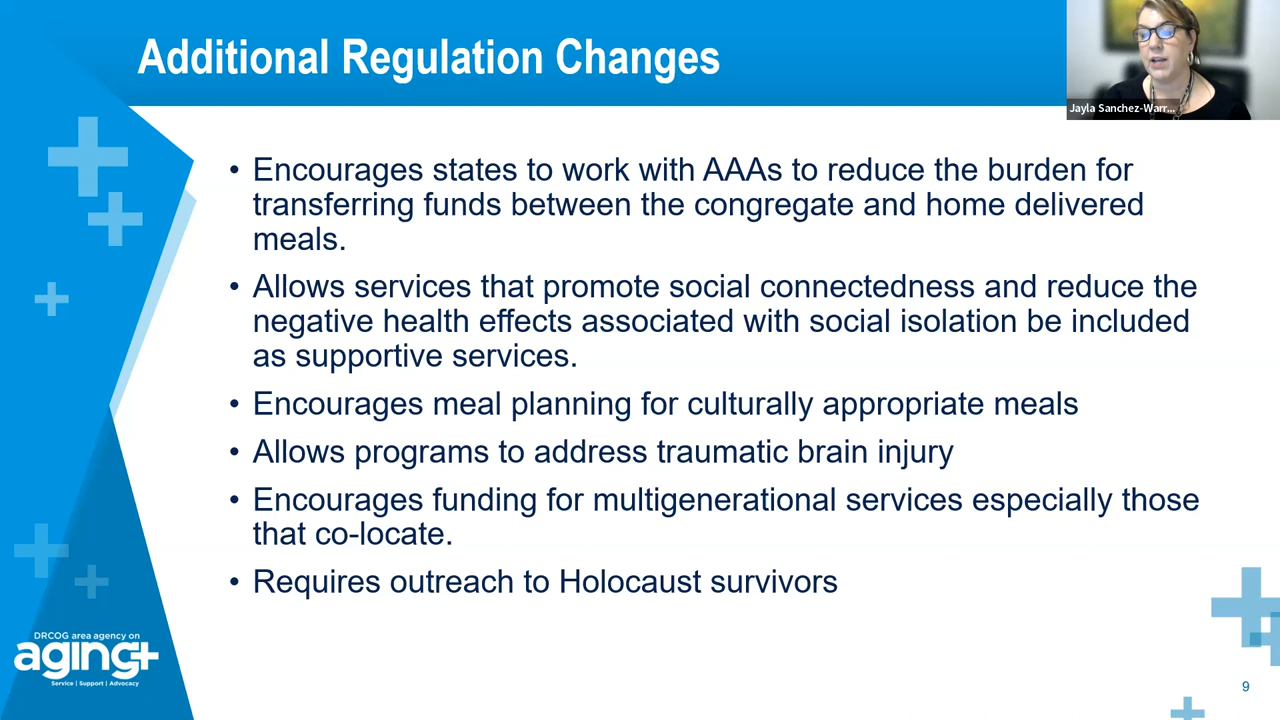 Additional Regulation Changes
Jayla Sanchez-Warr...
• Encourages states to work with AAAs to reduce the burden for
transferring funds between the congregate and home delivered
meals.
• Allows services that promote social connectedness and reduce the
negative health effects associated with social isolation be included
as supportive services.
• Encourages meal planning for culturally appropriate meals
• Allows programs to address traumatic brain injury
• Encourages funding for multigenerational services especially those
that co-locate.
• Requires outreach to Holocaust survivors
DRCOG area agency on
aging+
Service | Support | Advocacy
9